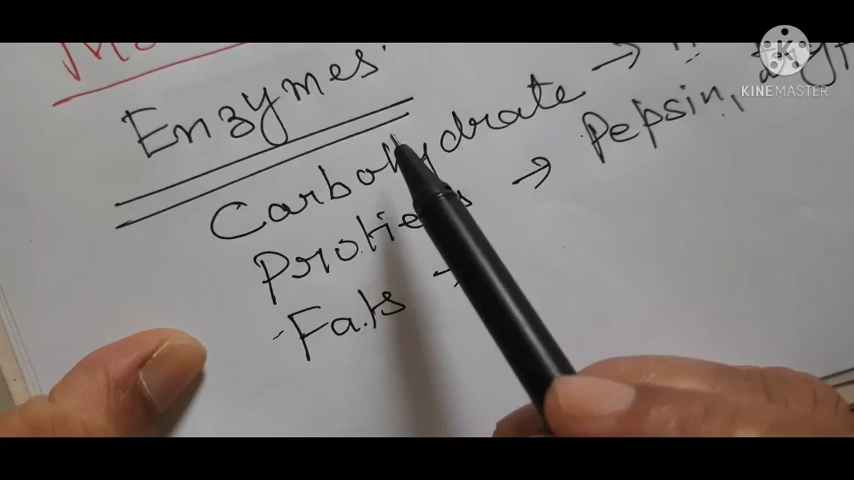 Enzymes.
Carbohydrate →
Protiens → Pepsin,
Fats →
KINEMASTER